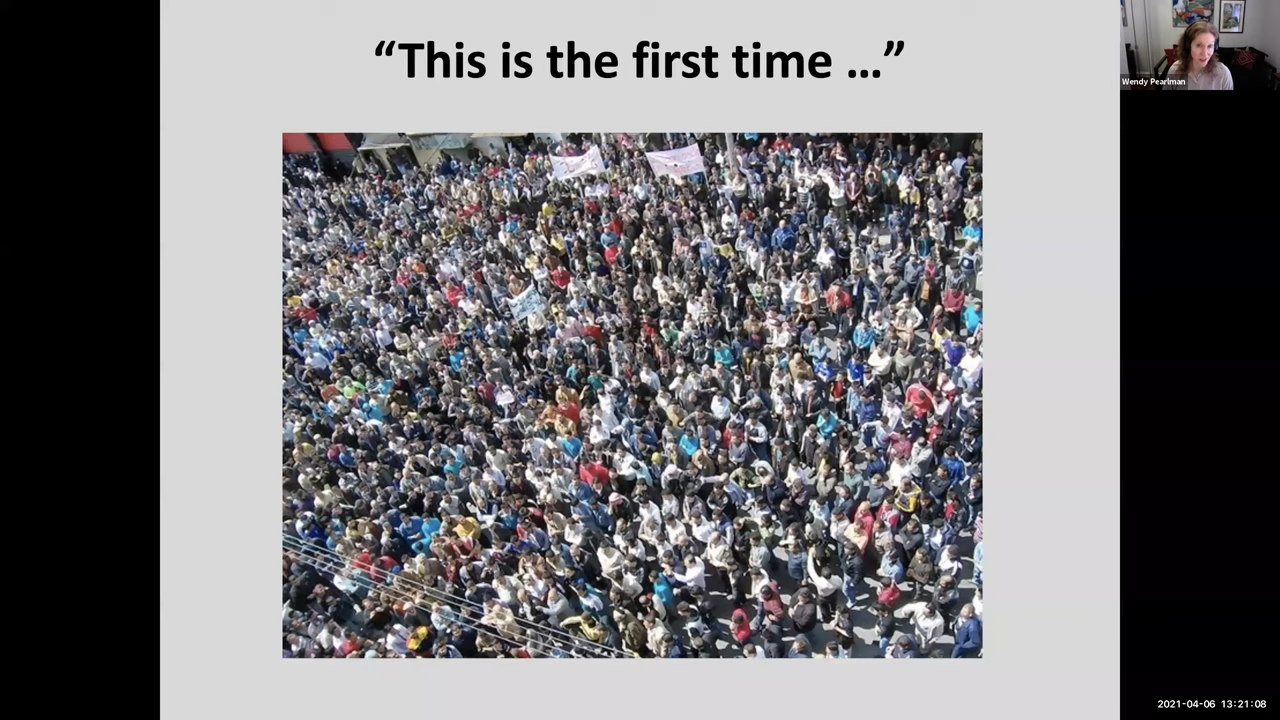 “This is the first time …”
Wendy Pearlman
2021-04-06 13:21:08